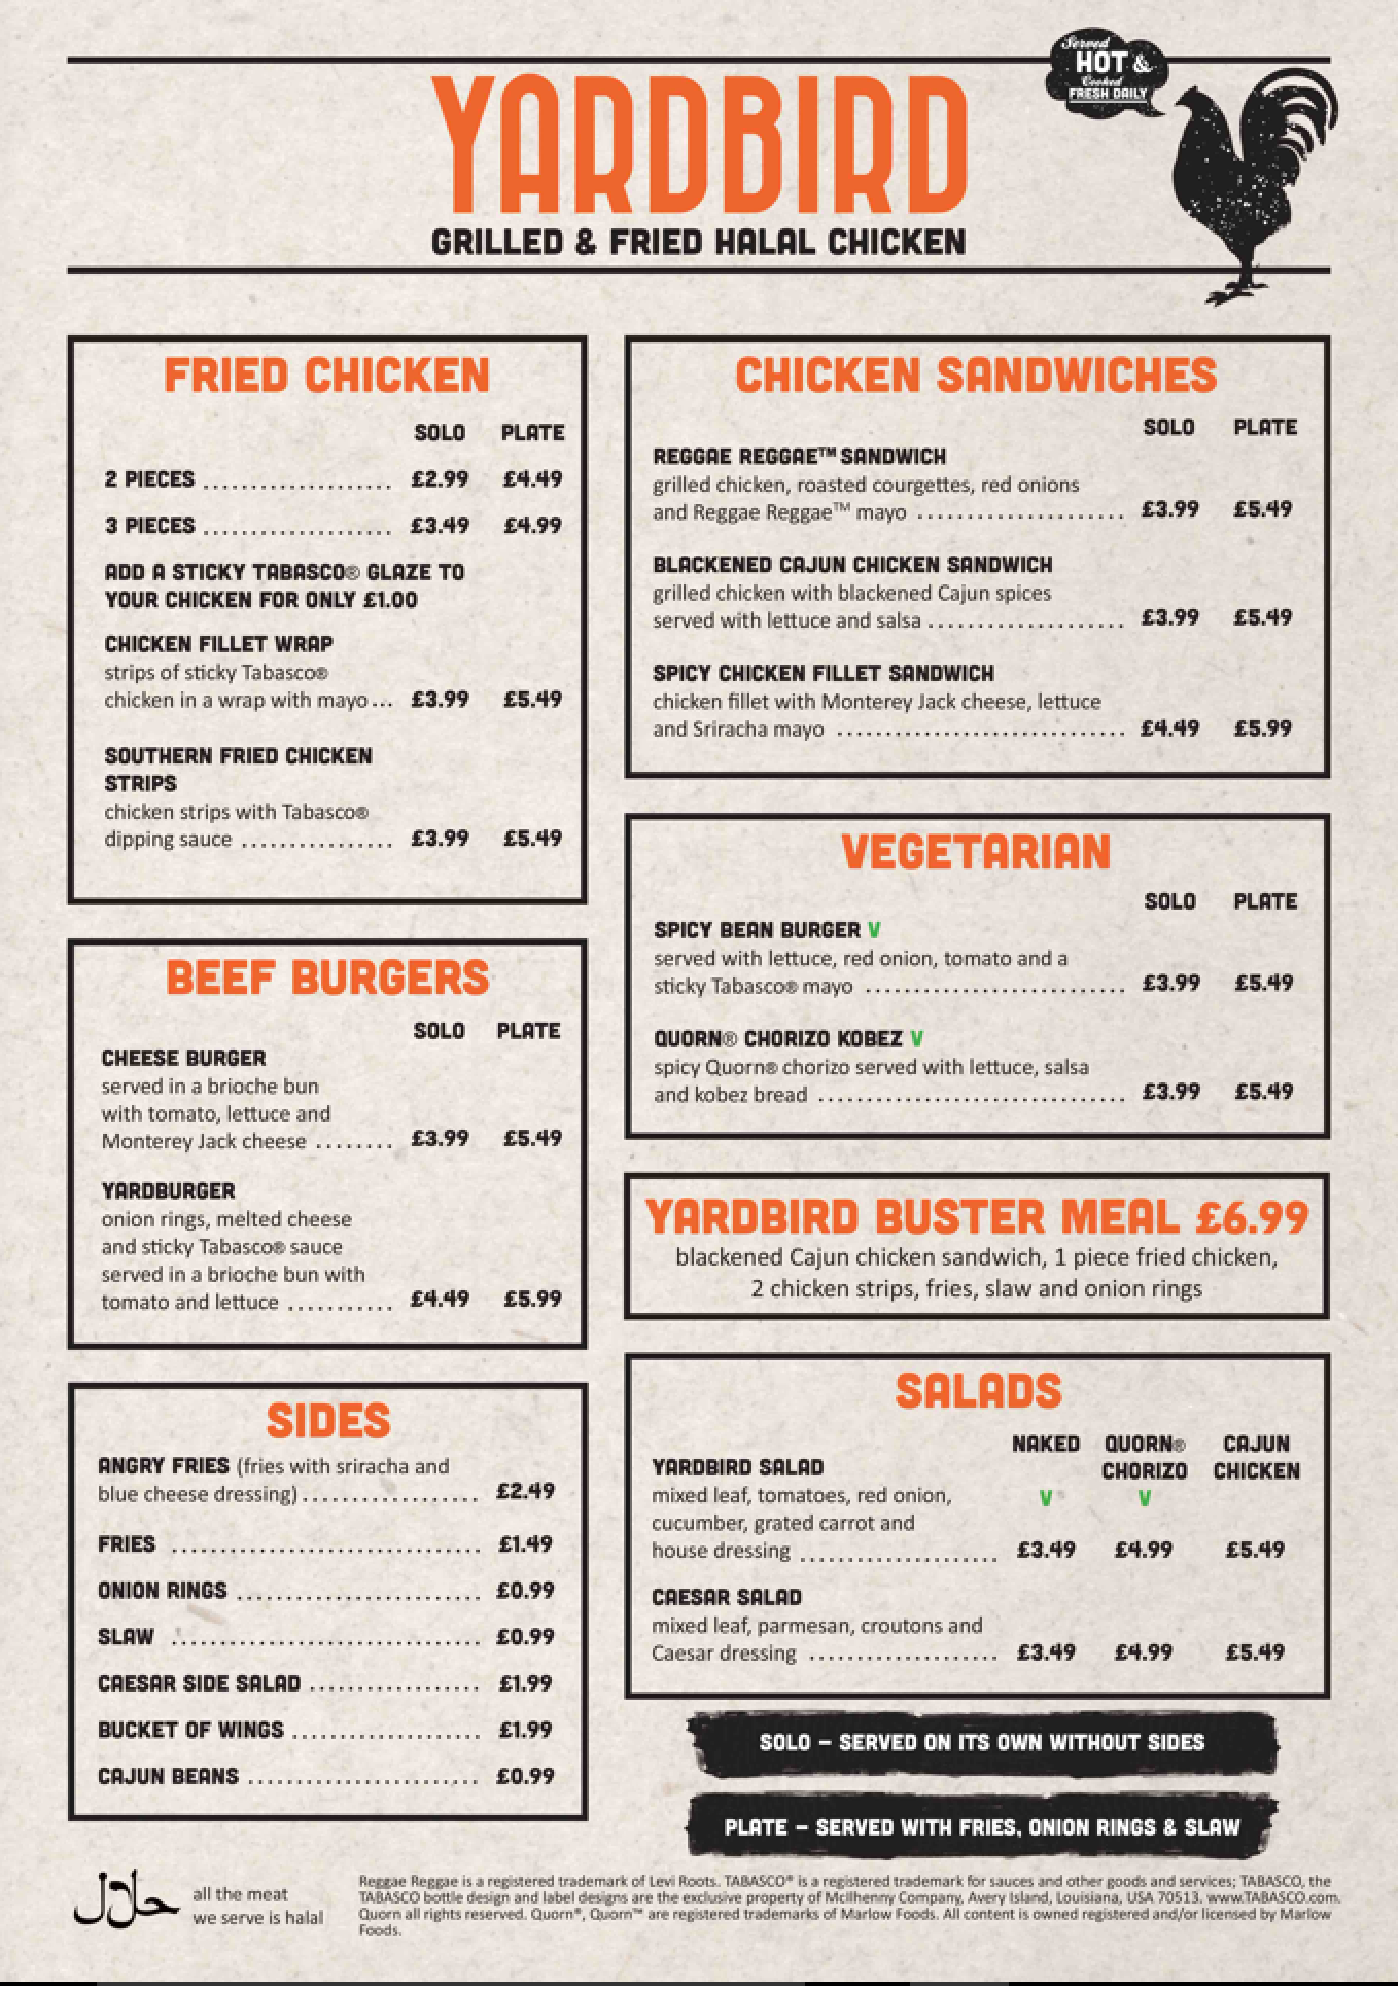 Served
HOT &
Cooked
FRESH DAILY
YARDBIRD
GRILLED & FRIED HALAL CHICKEN
FRIED CHICKEN
SOLO PLATE
2 PIECES .................... £2.99 £4.49
3 PIECES .................... £3.49 £4.99
ADD A STICKY TABASCO® GLAZE TO
YOUR CHICKEN FOR ONLY £1.00
CHICKEN FILLET WRAP
strips of sticky Tabasco®
chicken in a wrap with mayo... £3.99 £5.49
SOUTHERN FRIED CHICKEN
STRIPS
chicken strips with Tabasco®
dipping sauce ................ £3.99 £5.49
BEEF BURGERS
SOLO PLATE
CHEESE BURGER
served in a brioche bun
with tomato, lettuce and
Monterey Jack cheese ........ £3.99 £5.49
YARDBURGER
onion rings, melted cheese
and sticky Tabasco® sauce
served in a brioche bun with
tomato and lettuce ........... £4.49 £5.99
SIDES
ANGRY FRIES (fries with sriracha and
blue cheese dressing) ................... £2.49
FRIES ................................ £1.49
ONION RINGS .......................... £0.99
SLAW ................................ £0.99
CAESAR SIDE SALAD .................. £1.99
BUCKET OF WINGS .................... £1.99
CAJUN BEANS ........................ £0.99
CHICKEN SANDWICHES
SOLO PLATE
REGGAE REGGAE™ SANDWICH
grilled chicken, roasted courgettes, red onions
and Reggae Reggae™ mayo ...................... £3.99 £5.49
BLACKENED CAJUN CHICKEN SANDWICH
grilled chicken with blackened Cajun spices
served with lettuce and salsa .................... £3.99 £5.49
SPICY CHICKEN FILLET SANDWICH
chicken fillet with Monterey Jack cheese, lettuce
and Sriracha mayo .............................. £4.49 £5.99
VEGETARIAN
SOLO PLATE
SPICY BEAN BURGER V
served with lettuce, red onion, tomato and a
sticky Tabasco® mayo ........................... £3.99 £5.49
QUORN® CHORIZO KOBEZ V
spicy Quorn® chorizo served with lettuce, salsa
and kobez bread ................................ £3.99 £5.49
YARDBIRD BUSTER MEAL £6.99
blackened Cajun chicken sandwich, 1 piece fried chicken,
2 chicken strips, fries, slaw and onion rings
SALADS
NAKED QUORN® CAJUN
YARDBIRD SALAD CHORIZO CHICKEN
mixed leaf, tomatoes, red onion, V V
cucumber, grated carrot and
house dressing ..................... £3.49 £4.99 £5.49
CAESAR SALAD
mixed leaf, parmesan, croutons and
Caesar dressing .................... £3.49 £4.99 £5.49
SOLO – SERVED ON ITS OWN WITHOUT SIDES
PLATE – SERVED WITH FRIES, ONION RINGS & SLAW
حلال
all the meat
we serve is halal
Reggae Reggae is a registered trademark of Levi Roots. TABASCO® is a registered trademark for sauces and other goods and services; TABASCO, the
TABASCO bottle design and label designs are the exclusive property of McIlhenny Company, Avery Island, Louisiana, USA 70513. www.TABASCO.com.
Quorn all rights reserved. Quorn®, Quorn™ are registered trademarks of Marlow Foods. All content is owned registered and/or licensed by Marlow
Foods.